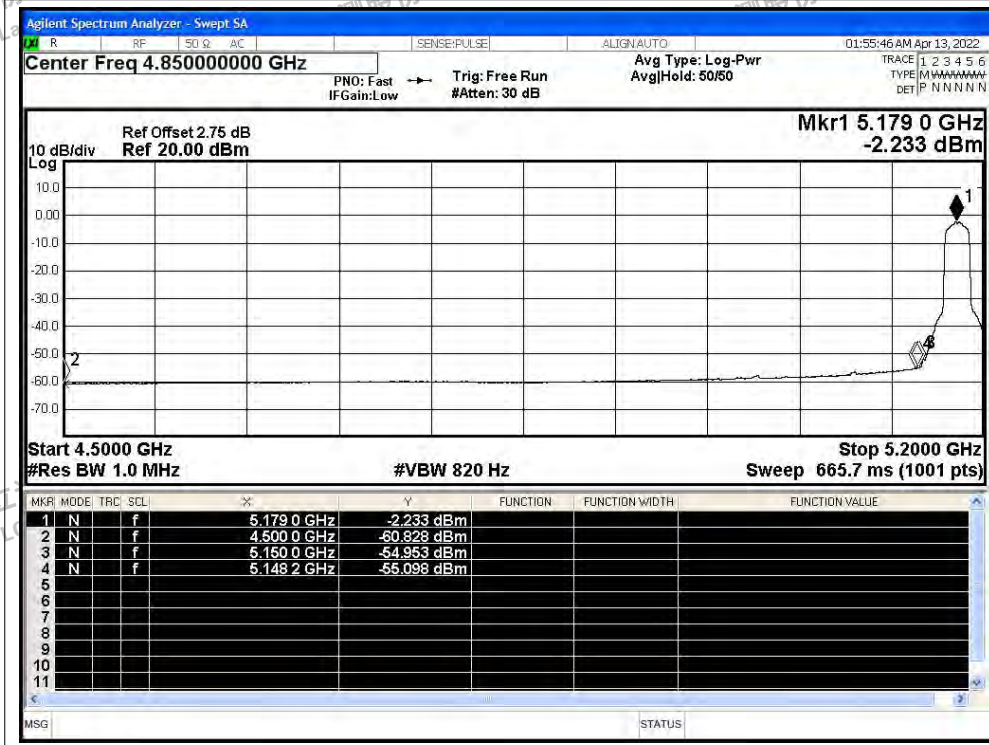 Agilent Spectrum Analyzer - Swept SA
LXI R RF 50 Ω AC SENSE:PULSE ALIGN AUTO 01:55:46 AM Apr 13, 2022
Center Freq 4.850000000 GHz
PNO: Fast
IFGain:Low
Trig: Free Run
#Atten: 30 dB
Avg Type: Log-Pwr
Avg|Hold: 50/50
TRACE 1 2 3 4 5 6
TYPE M W W W W W
DET P N N N N N
Mkr1 5.179 0 GHz
-2.233 dBm
Ref Offset 2.75 dB
10 dB/div Ref 20.00 dBm
Log
10.0
0.00
-10.0
-20.0
-30.0
-40.0
-50.0
-60.0
-70.0
1
2
4 3
Start 4.5000 GHz Stop 5.2000 GHz
#Res BW 1.0 MHz #VBW 820 Hz Sweep 665.7 ms (1001 pts)
MKR MODE TRC SCL X Y FUNCTION FUNCTION WIDTH FUNCTION VALUE
1 N f 5.179 0 GHz -2.233 dBm
2 N f 4.500 0 GHz -60.828 dBm
3 N f 5.150 0 GHz -54.953 dBm
4 N f 5.148 2 GHz -55.098 dBm
5
6
7
8
9
10
11
MSG STATUS